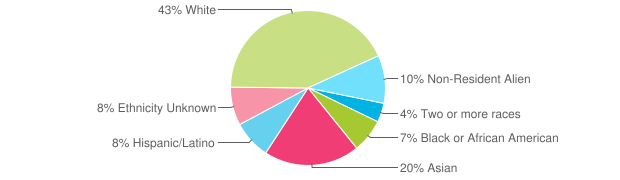 43% White
10% Non-Resident Alien
4% Two or more races
7% Black or African American
20% Asian
8% Hispanic/Latino
8% Ethnicity Unknown